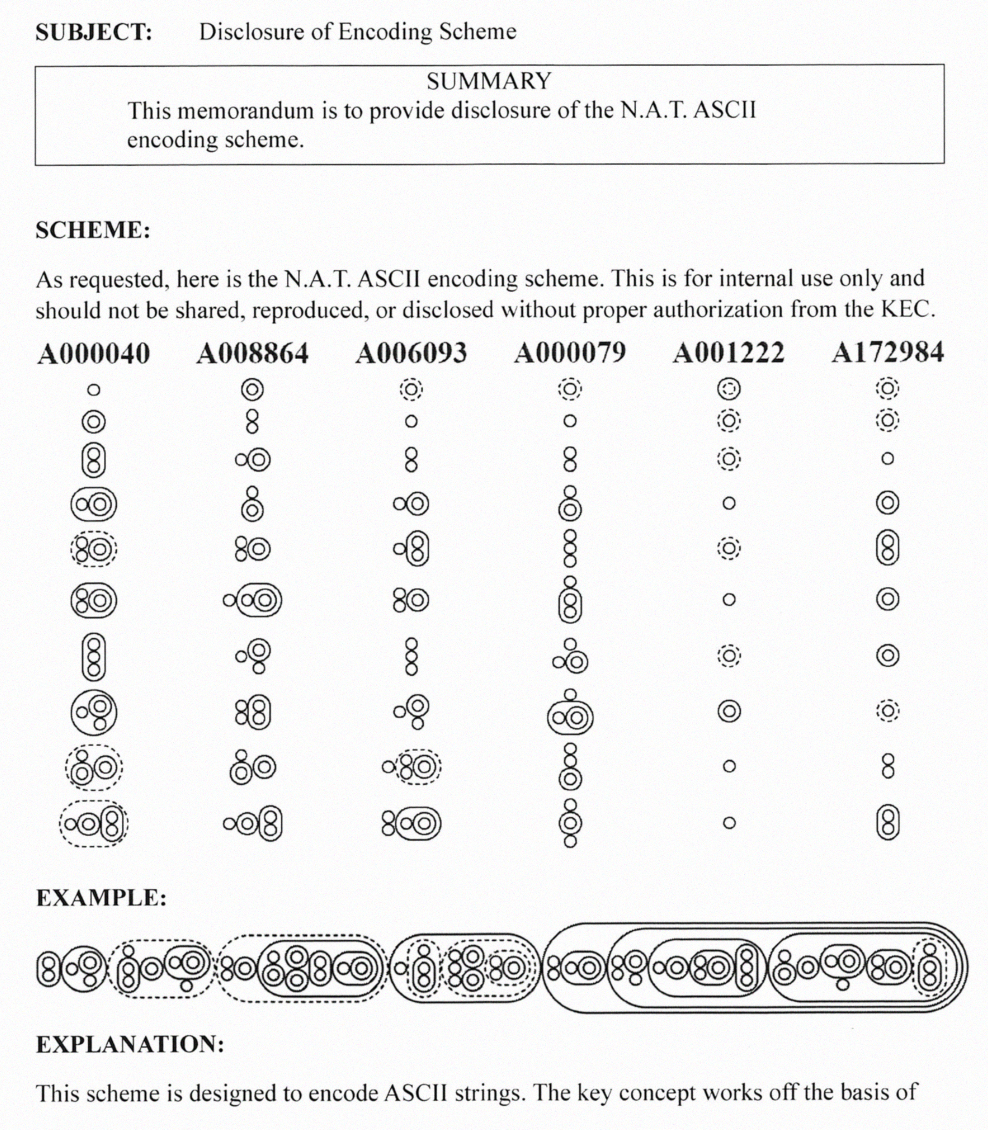 SUBJECT: Disclosure of Encoding Scheme
SUMMARY
This memorandum is to provide disclosure of the N.A.T. ASCII
encoding scheme.
SCHEME:
As requested, here is the N.A.T. ASCII encoding scheme. This is for internal use only and
should not be shared, reproduced, or disclosed without proper authorization from the KEC.
A000040 A008864 A006093 A000079 A001222 A172984
EXAMPLE:
EXPLANATION:
This scheme is designed to encode ASCII strings. The key concept works off the basis of